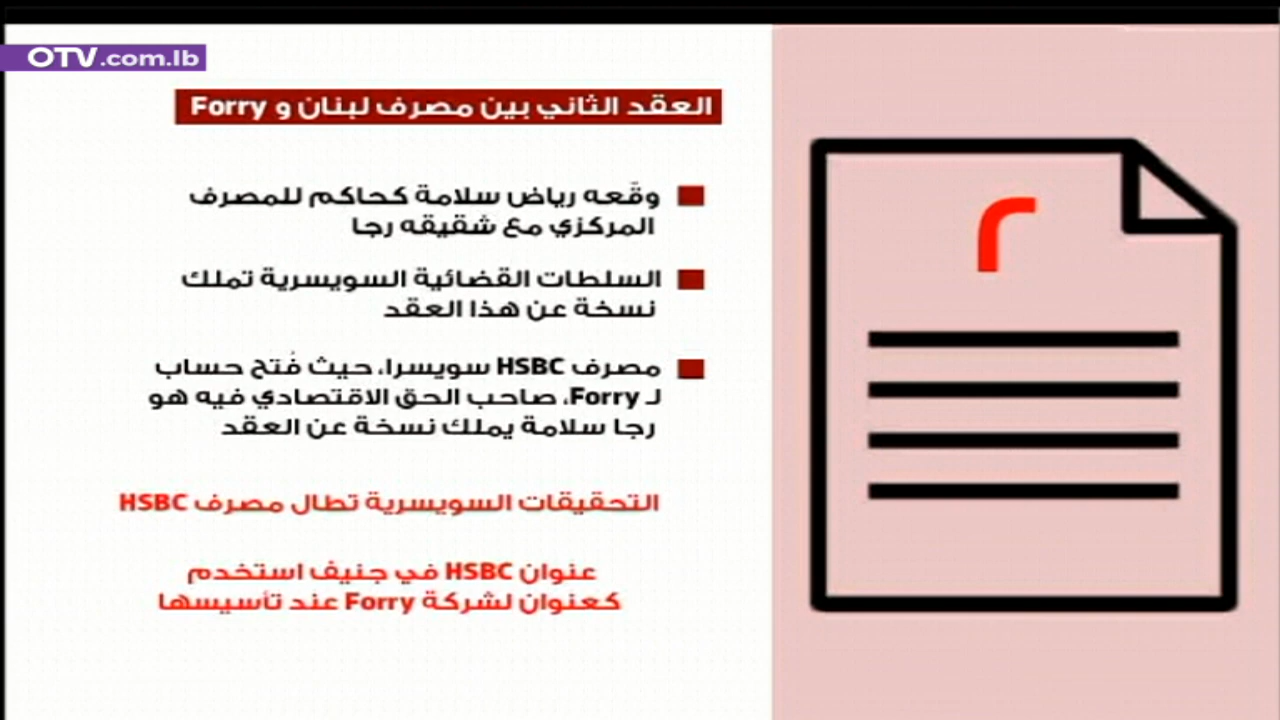 OTV.com.lb
العقد الثاني بين مصرف لبنان و Forry
وقّعه رياض سلامة كحاكم للمصرف
المركزي مع شقيقه رجا
السلطات القضائية السويسرية تملك
نسخة عن هذا العقد
مصرف HSBC سويسرا، حيث فُتح حساب
لـ Forry، صاحب الحق الاقتصادي فيه هو
رجا سلامة يملك نسخة عن العقد
التحقيقات السويسرية تطال مصرف HSBC
عنوان HSBC في جنيف استخدم
كعنوان لشركة Forry عند تأسيسها
٢